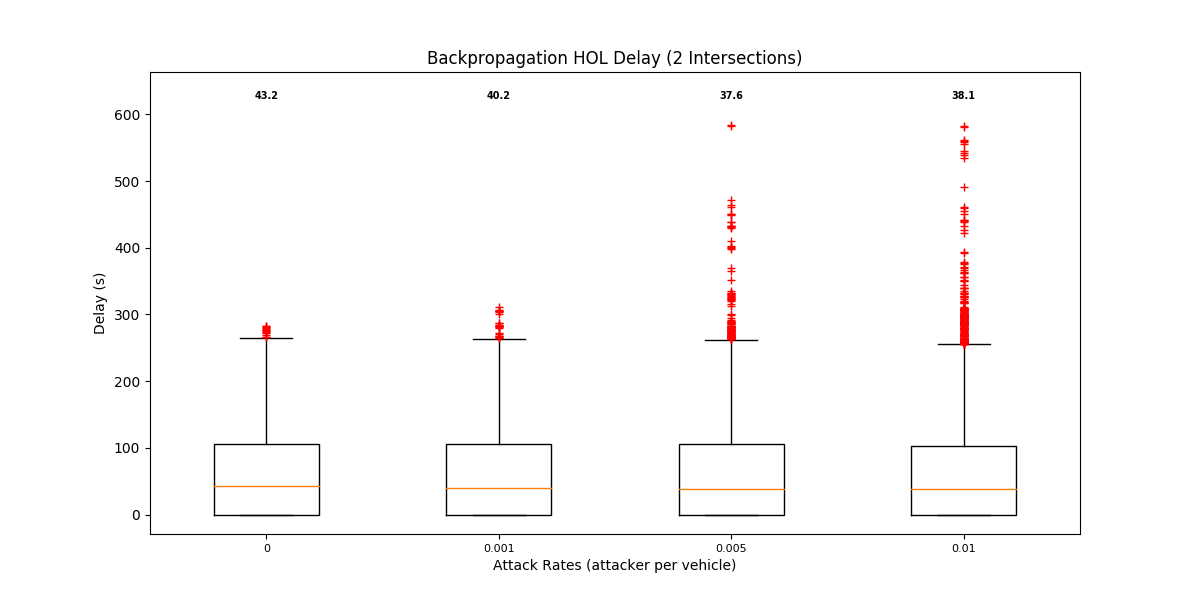 Backpropagation HOL Delay (2 Intersections)
43.2 40.2 37.6 38.1
600
500
400
300
200
100
0
Delay (s)
0 0.001 0.005 0.01
Attack Rates (attacker per vehicle)